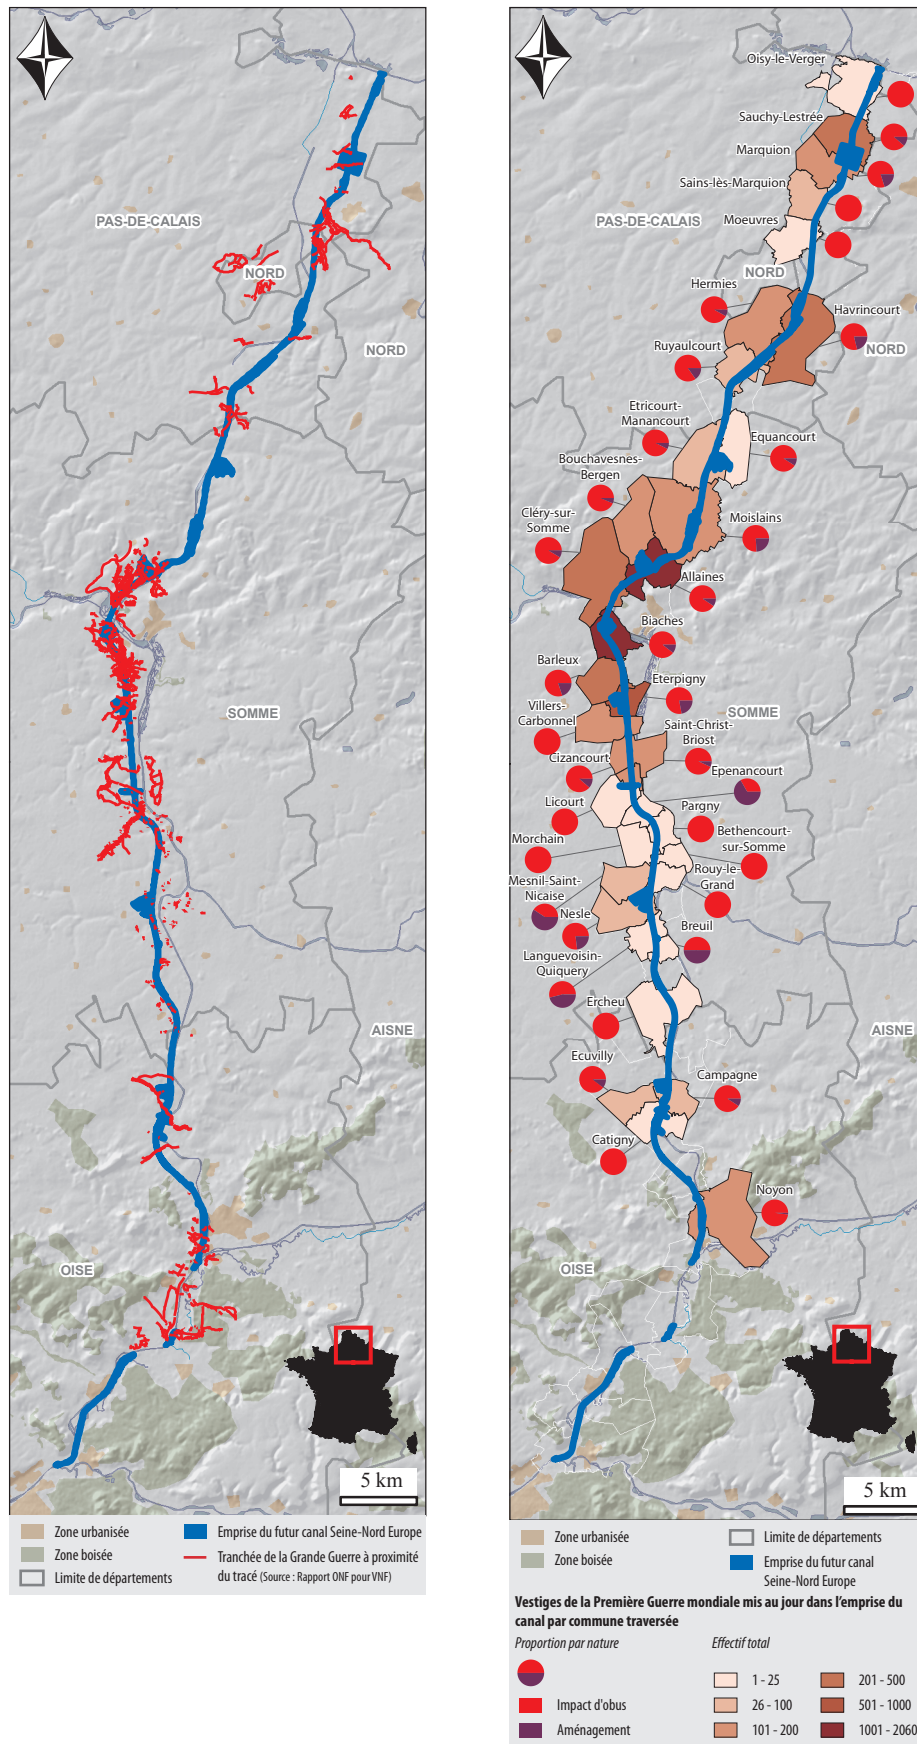 PAS-DE-CALAIS
NORD
NORD
SOMME
AISNE
OISE
5 km
Zone urbanisée
Zone boisée
Limite de départements
Emprise du futur canal Seine-Nord Europe
Tranchée de la Grande Guerre à proximité
du tracé (Source : Rapport ONF pour VNF)
Oisy-le-Verger
Sauchy-Lestrée
Marquion
Sains-lès-Marquion
PAS-DE-CALAIS
Moeuvres
NORD
Hermies
Havrincourt
Ruyaulcourt
NORD
Etricourt-
Manancourt
Equancourt
Bouchavesnes-
Bergen
Cléry-sur-
Somme
Moislains
Allaines
Biaches
Barleux
Eterpigny
Villers-
Carbonnel
SOMME
Saint-Christ-
Briost
Cizancourt
Epenancourt
Licourt
Pargny
Morchain
Bethencourt-
sur-Somme
Mesnil-Saint-
Nicaise
Rouy-le-
Grand
Nesle
Breuil
Languevoisin-
Quiquery
Ercheu
AISNE
Ecuvilly
Campagne
Catigny
Noyon
OISE
5 km
Zone urbanisée
Zone boisée
Limite de départements
Emprise du futur canal
Seine-Nord Europe
Vestiges de la Première Guerre mondiale mis au jour dans l'emprise du
canal par commune traversée
Proportion par nature
Effectif total
Impact d'obus
Aménagement
1 - 25
26 - 100
101 - 200
201 - 500
501 - 1000
1001 - 2060